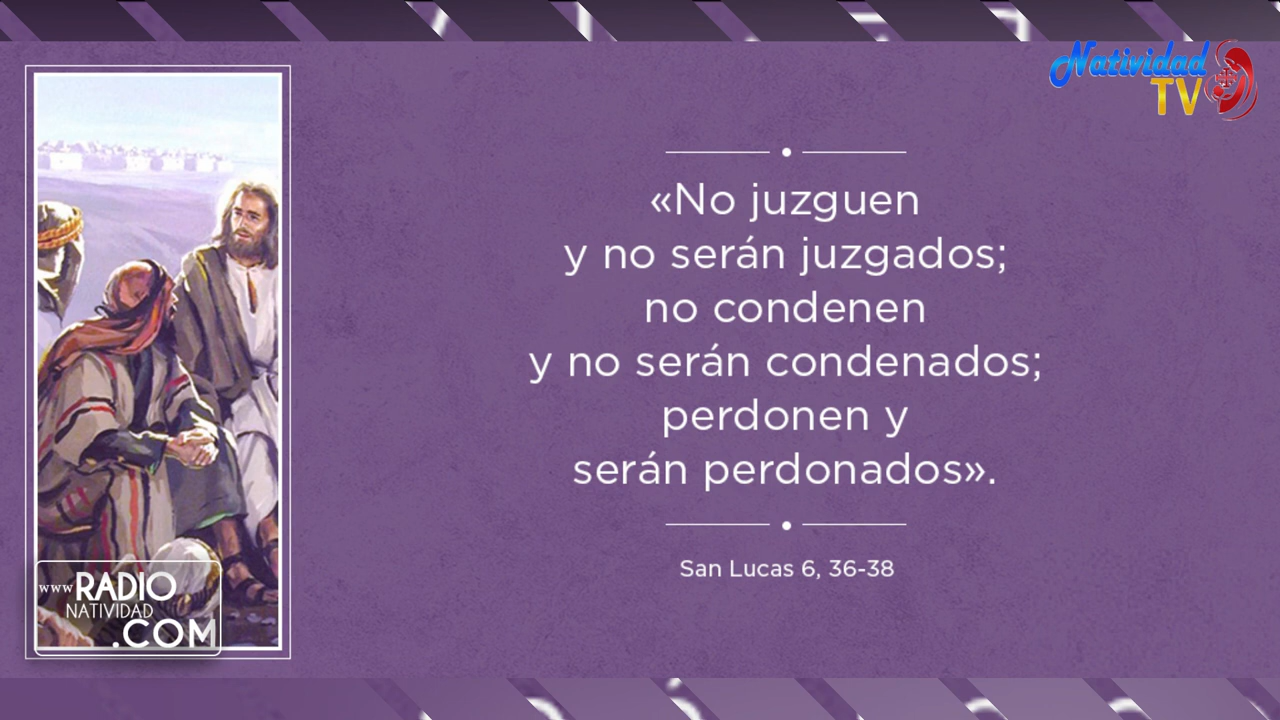 Natividad
TV
«No juzguen
y no serán juzgados;
no condenen
y no serán condenados;
perdonen y
serán perdonados».
San Lucas 6, 36-38
www RADIO
NATIVIDAD
.COM